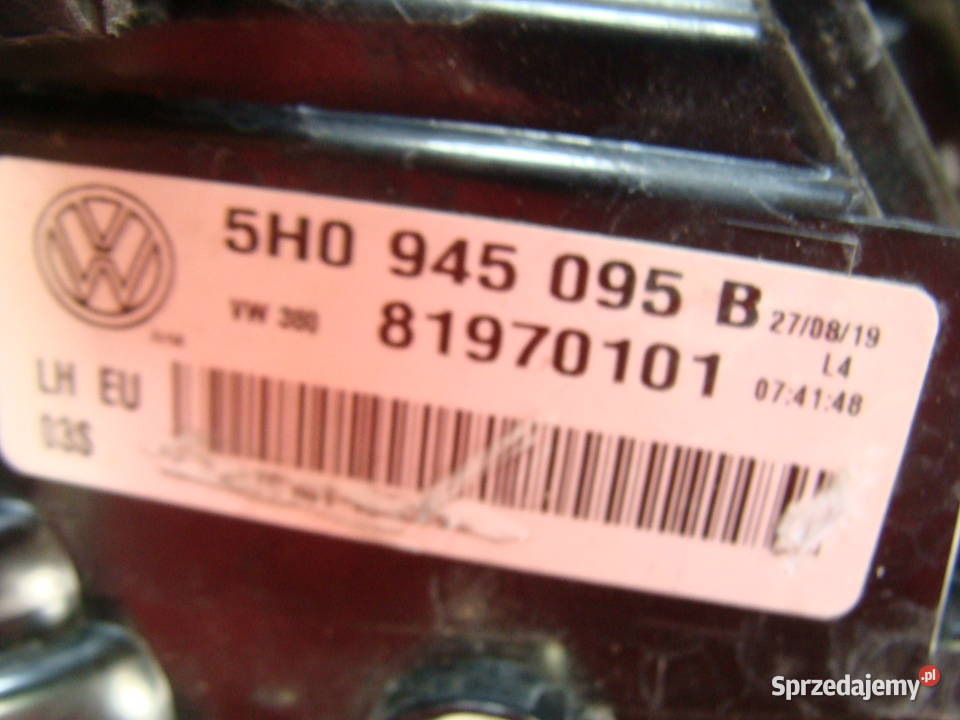 5H0 945 095 B
27/08/19
VW 380
81970101
L4
07:41:48
LH EU
03S
Sprzedajemy.pl